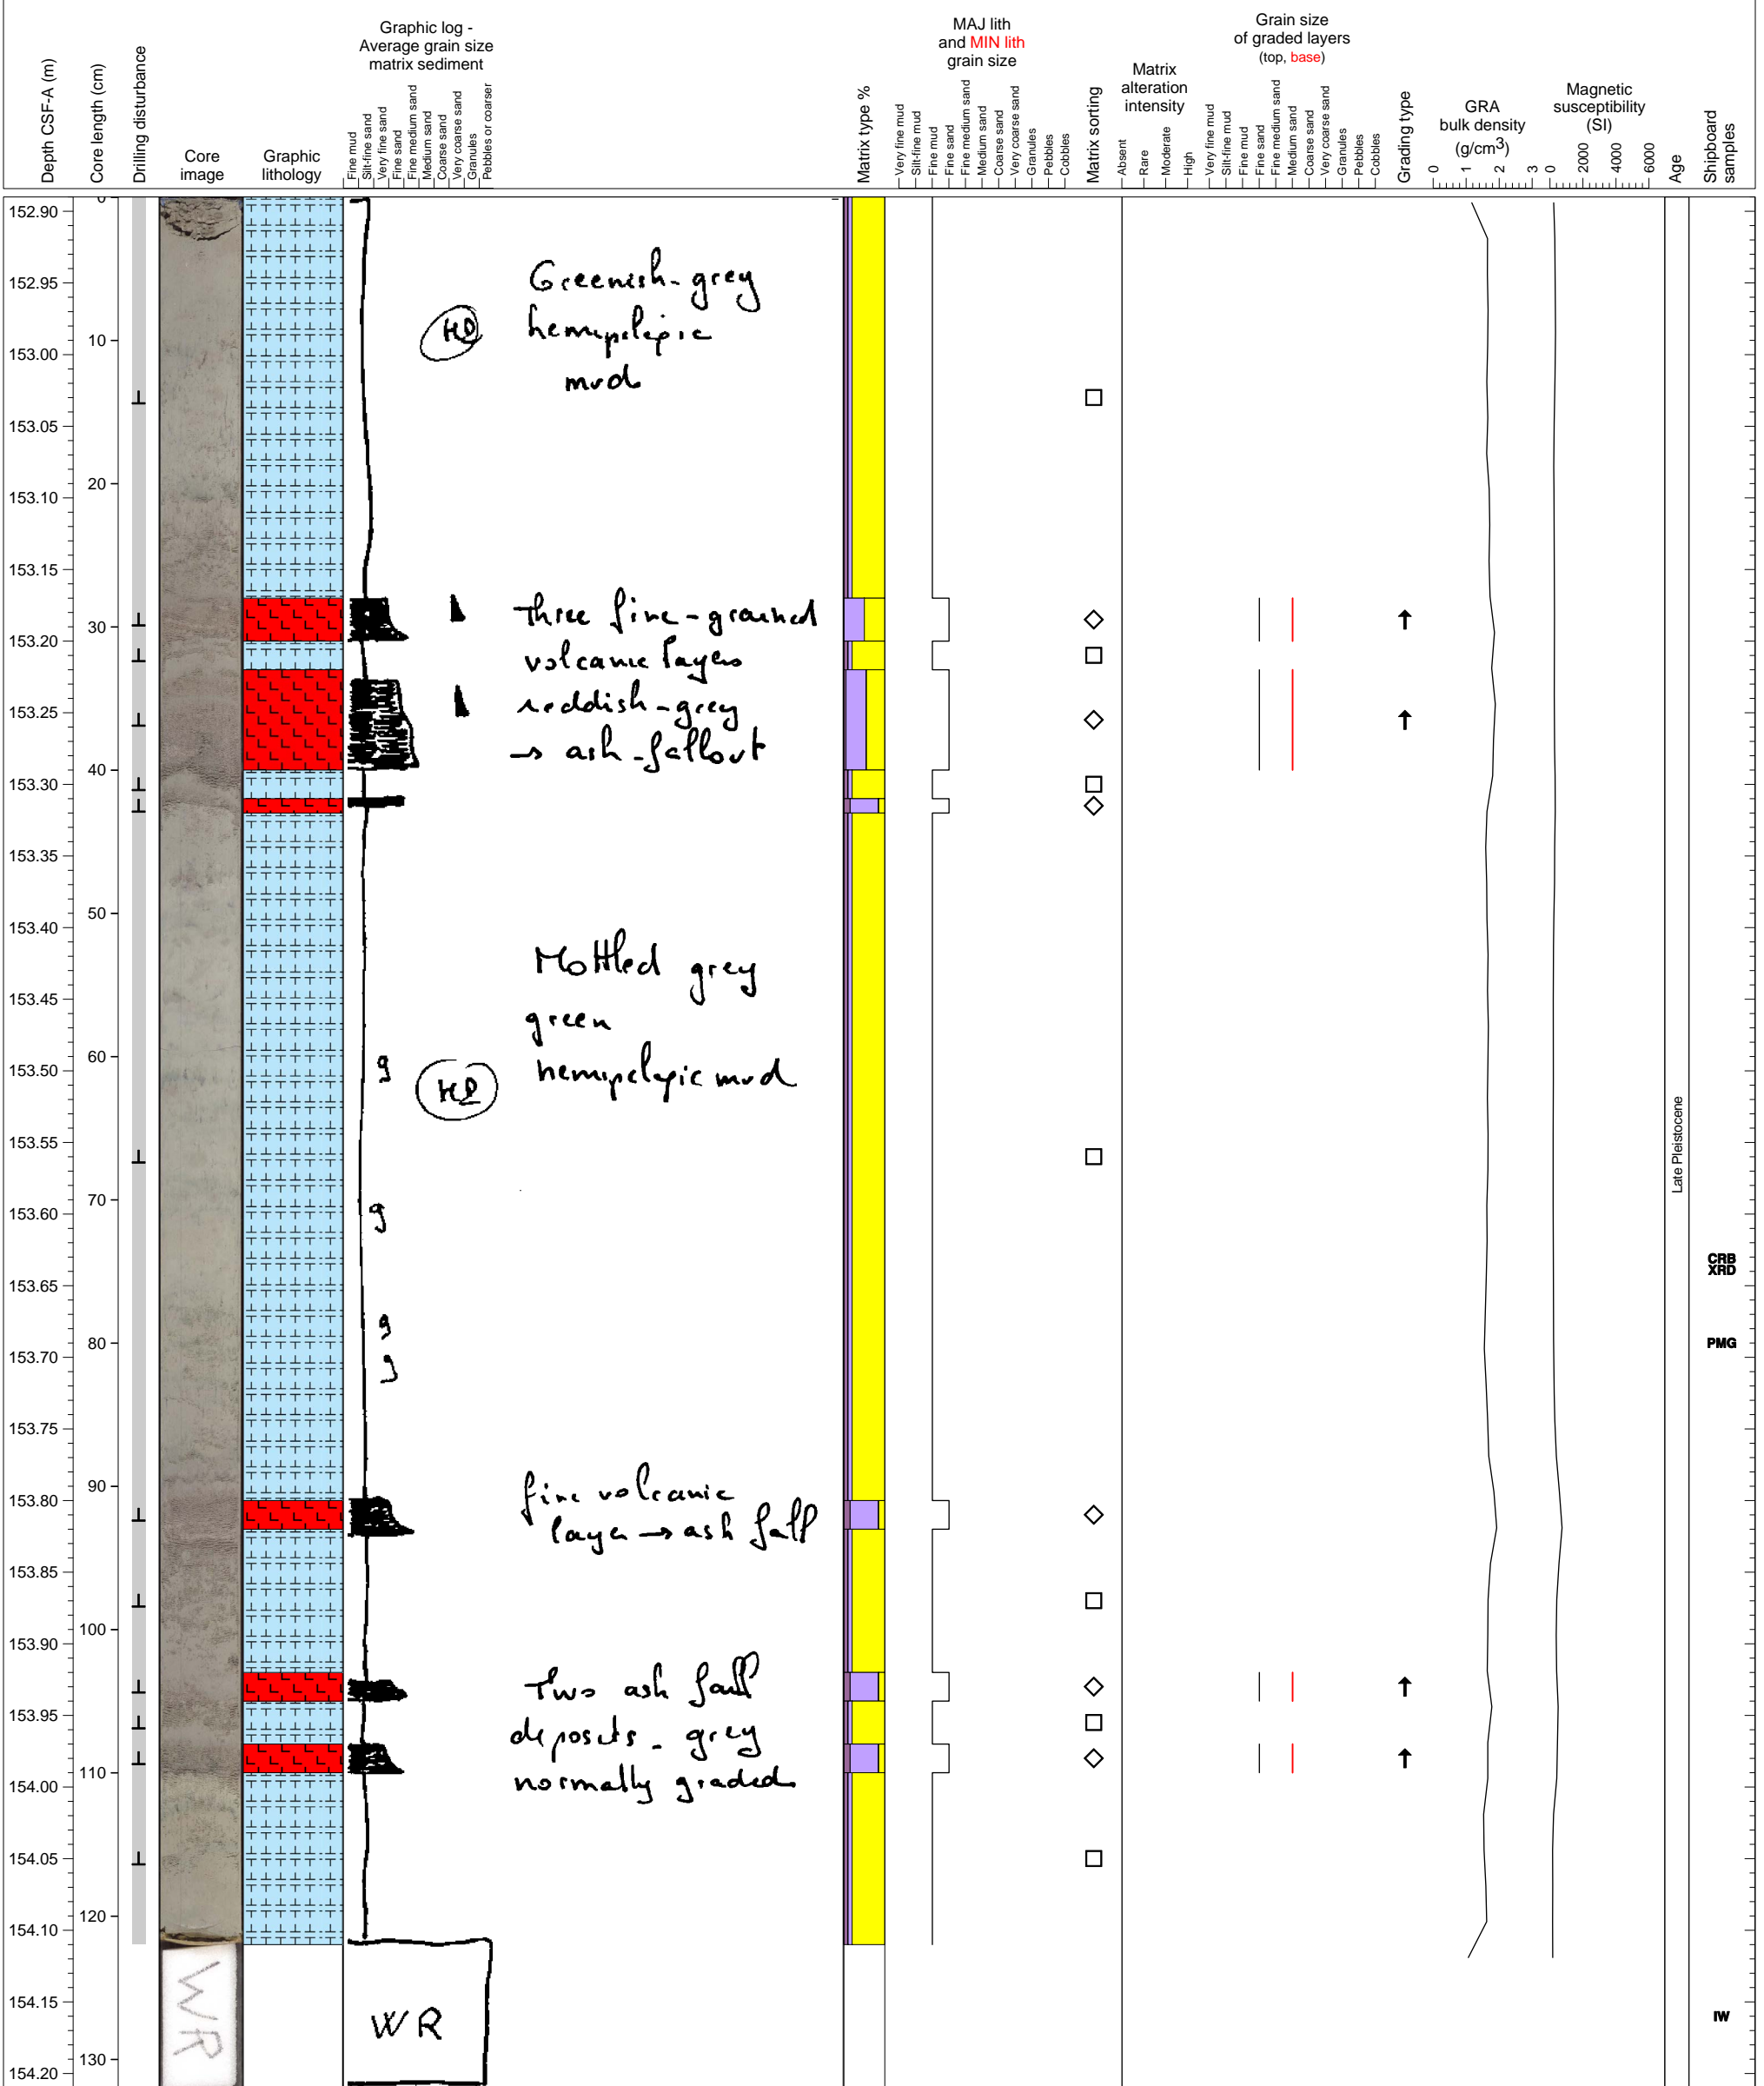 Depth CSF-A (m)
Core length (cm)
Drilling disturbance
Core
image
Graphic
lithology
Graphic log -
Average grain size
matrix sediment
Fine mud
Silt-fine sand
Very fine sand
Fine sand
Fine medium sand
Medium sand
Coarse sand
Very coarse sand
Granules
Pebbles or coarser
Matrix type %
MAJ lith
and MIN lith
grain size
Very fine mud
Silt-fine mud
Fine mud
Fine sand
Fine medium sand
Medium sand
Coarse sand
Very coarse sand
Granules
Pebbles
Cobbles
Matrix sorting
Matrix
alteration
intensity
Absent
Rare
Moderate
High
Grain size
of graded layers
(top, base)
Very fine mud
Silt-fine mud
Fine mud
Fine sand
Fine medium sand
Medium sand
Coarse sand
Very coarse sand
Granules
Pebbles
Cobbles
Grading type
GRA
bulk density
(g/cm3)
0 1 2 3
Magnetic
susceptibility
(SI)
0 2000 4000 6000
Age
Shipboard
samples
152.90
152.95
153.00
153.05
153.10
153.15
153.20
153.25
153.30
153.35
153.40
153.45
153.50
153.55
153.60
153.65
153.70
153.75
153.80
153.85
153.90
153.95
154.00
154.05
154.10
154.15
154.20
0
10
20
30
40
50
60
70
80
90
100
110
120
130
WR
Greenish-grey
hemipelagic
mud
HP
three fine-grained
volcanic layers
reddish-grey
→ ash-fallout
Mottled grey
green
hemipelagic mud
HP
g
g
g
g
fine volcanic
layer → ash fall
Two ash fall
deposits - grey
normally graded
WR
Late Pleistocene
CRB
XRD
PMG
IW